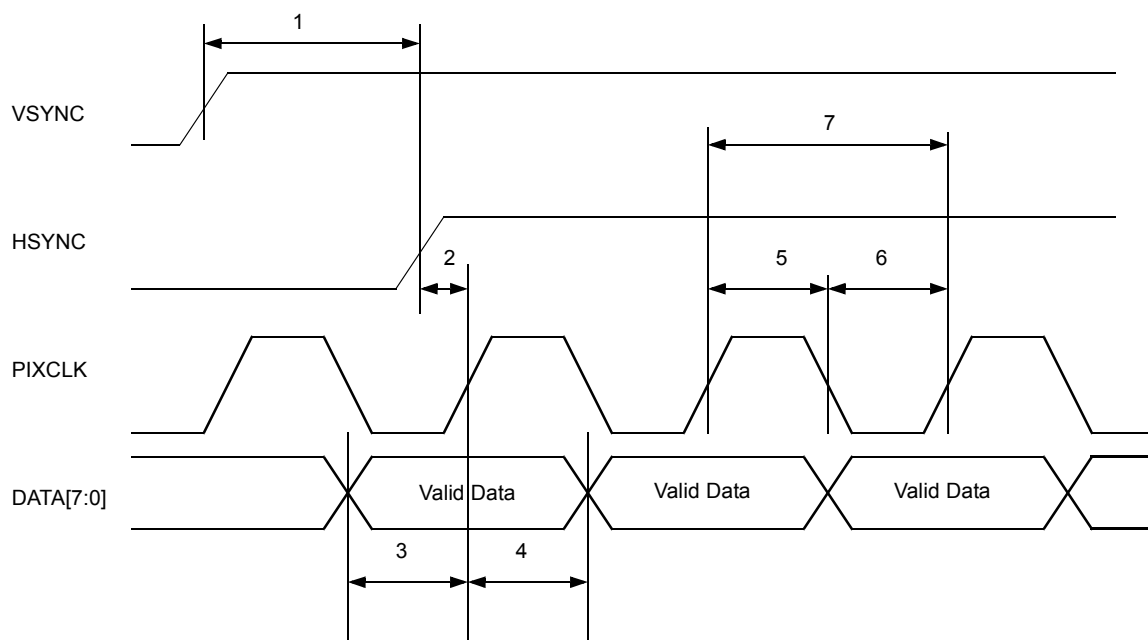 1
VSYNC
7
HSYNC
2
5
6
PIXCLK
DATA[7:0]
Valid Data
Valid Data
Valid Data
3
4